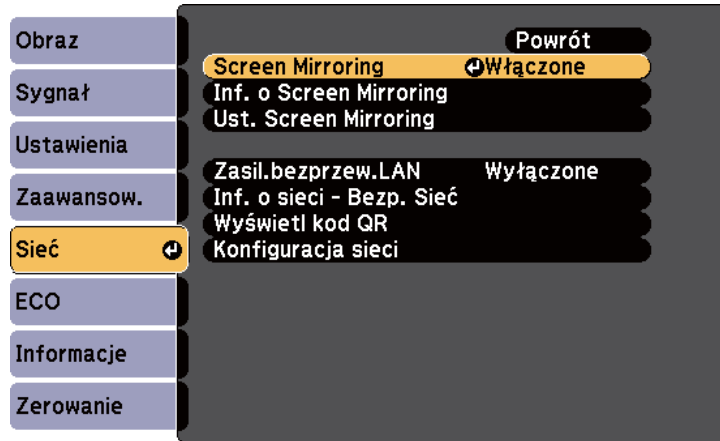 Obraz
Sygnał
Ustawienia
Zaawansow.
Sieć
ECO
Informacje
Zerowanie
Powrót
Screen Mirroring Włączone
Inf. o Screen Mirroring
Ust. Screen Mirroring
Zasil.bezprzew.LAN Wyłączone
Inf. o sieci - Bezp. Sieć
Wyświetl kod QR
Konfiguracja sieci